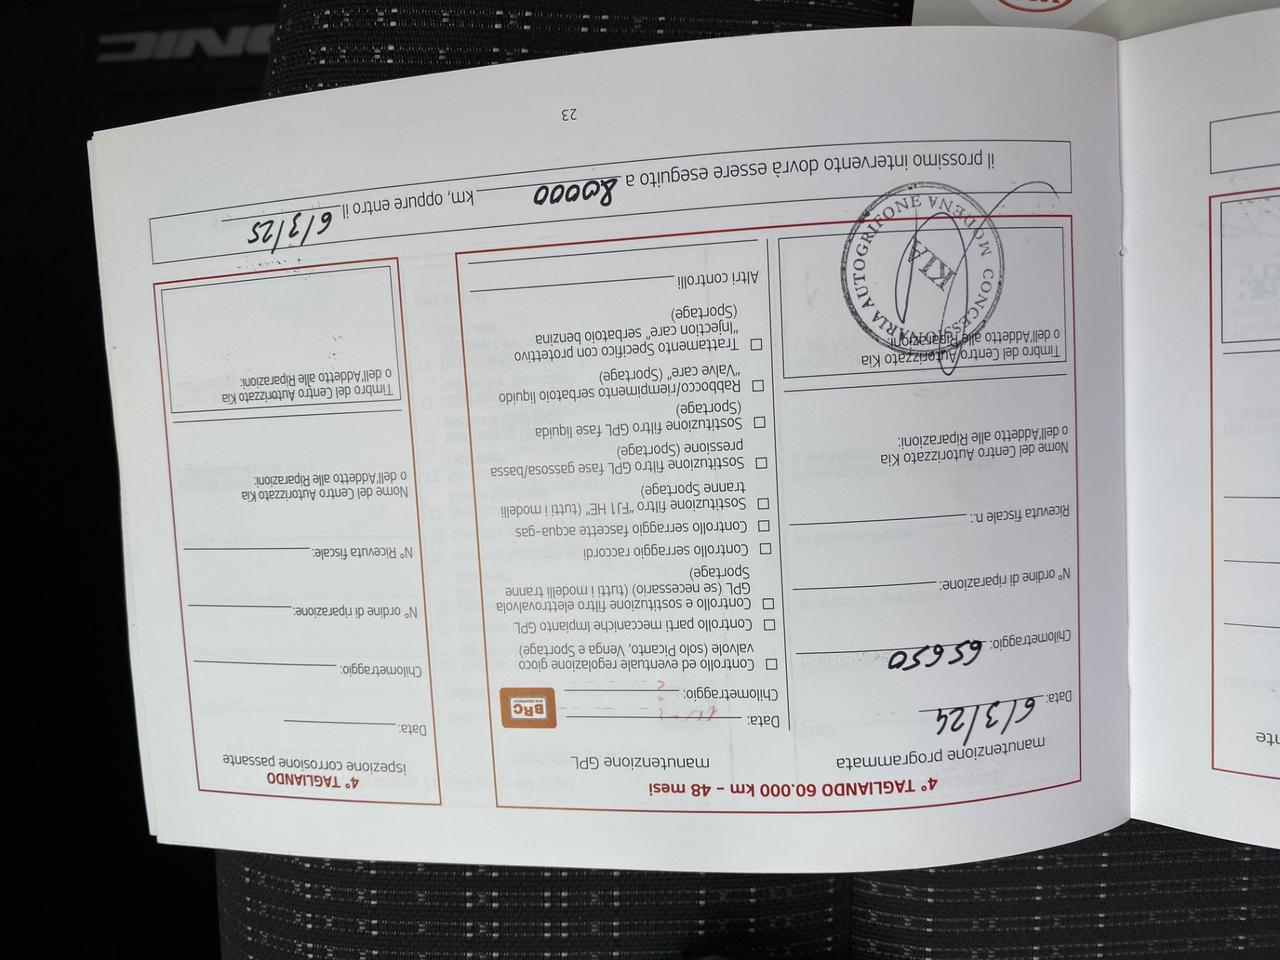 4° TAGLIANDO 60.000 km - 48 mesi
manutenzione programmata
Data: 6/3/24
Chilometraggio: 65650
N° ordine di riparazione:
Ricevuta fiscale n.:
Nome del Centro Autorizzato Kia
o dell'Addetto alle Riparazioni:
Timbro del Centro Autorizzato Kia
o dell'Addetto alle Riparazioni:
CONCESSIONARIA AUTOGRIFONE MODENA
KIA
manutenzione GPL
Data:
Chilometraggio:
BRC
Controllo ed eventuale regolazione gioco
valvole (solo Picanto, Venga e Sportage)
Controllo parti meccaniche Impianto GPL
Controllo e sostituzione filtro elettrovalvola
GPL (se necessario) (tutti i modelli tranne
Sportage)
Controllo serraggio raccordi
Controllo serraggio fascette acqua-gas
Sostituzione filtro "FJ1 HE" (tutti i modelli
tranne Sportage)
Sostituzione filtro GPL fase gassosa/bassa
pressione (Sportage)
Sostituzione filtro GPL fase liquida
(Sportage)
Rabbocco/riempimento serbatoio liquido
"Valve care" (Sportage)
Trattamento Specifico con protettivo
"Injection care" serbatoio benzina
(Sportage)
Altri controlli
4° TAGLIANDO
ispezione corrosione passante
Data:
Chilometraggio:
N° ordine di riparazione:
N° Ricevuta fiscale:
Nome del Centro Autorizzato Kia
o dell'Addetto alle Riparazioni:
Timbro del Centro Autorizzato Kia
o dell'Addetto alle Riparazioni:
il prossimo intervento dovrà essere eseguito a 80000 km, oppure entro il 6/3/25
23